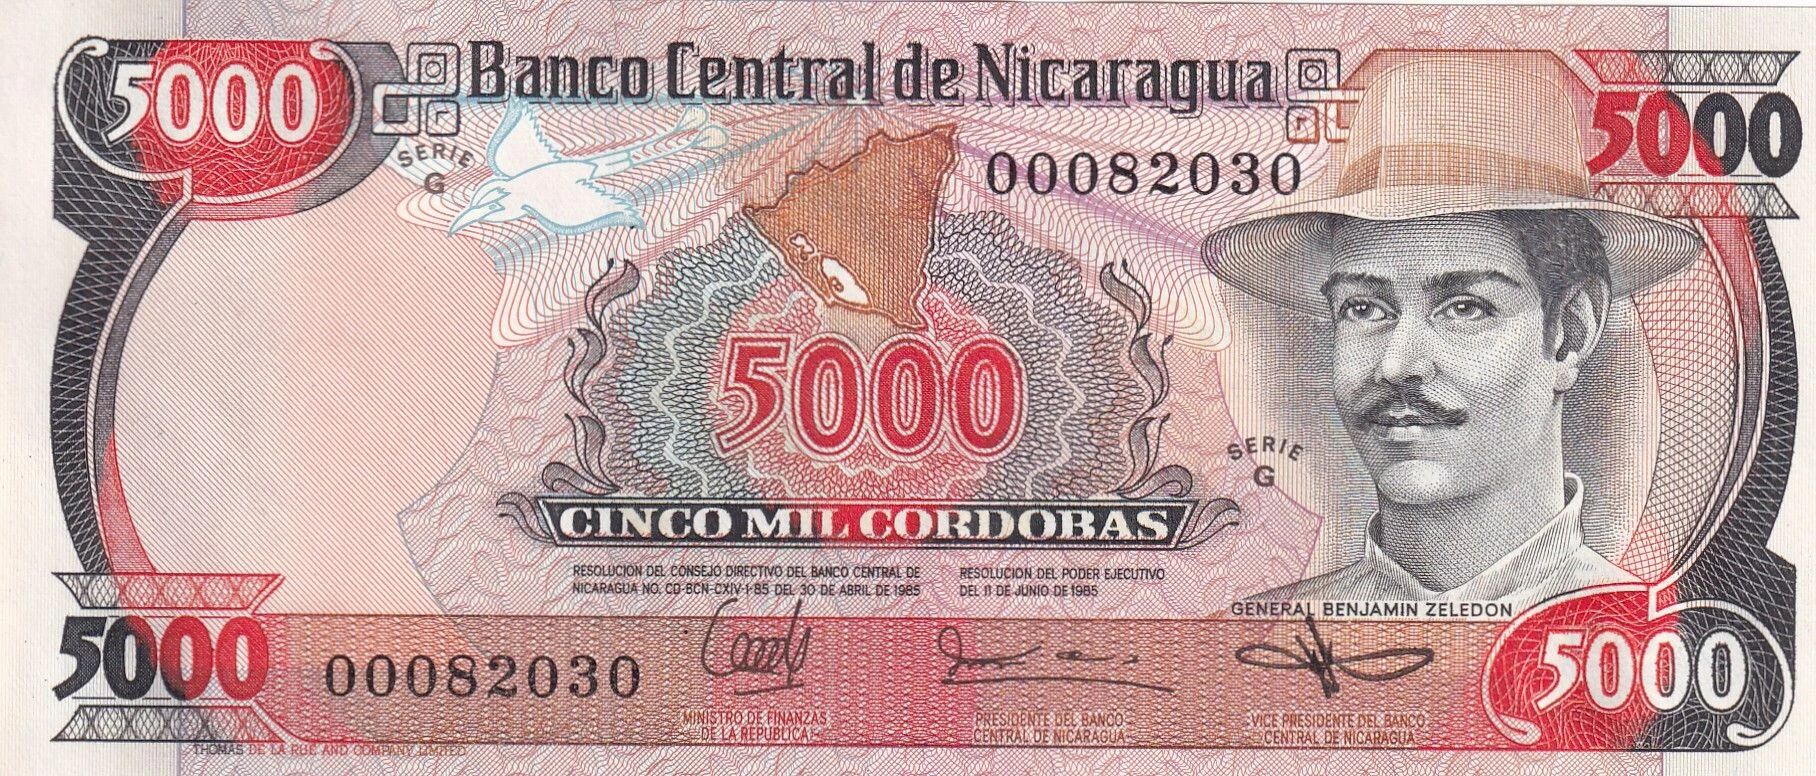 5000
Banco Central de Nicaragua
5000
SERIE
G
00082030
5000
SERIE
G
CINCO MIL CORDOBAS
RESOLUCION DEL CONSEJO DIRECTIVO DEL BANCO CENTRAL DE
NICARAGUA NO. CD-BCN-CXIV-1-85 DEL 30 DE ABRIL DE 1985
RESOLUCION DEL PODER EJECUTIVO
DEL 11 DE JUNIO DE 1985
GENERAL BENJAMIN ZELEDON
5000
00082030
5000
MINISTRO DE FINANZAS
DE LA REPUBLICA
PRESIDENTE DEL BANCO
CENTRAL DE NICARAGUA
VICE PRESIDENTE DEL BANCO
CENTRAL DE NICARAGUA
THOMAS DE LA RUE AND COMPANY LIMITED